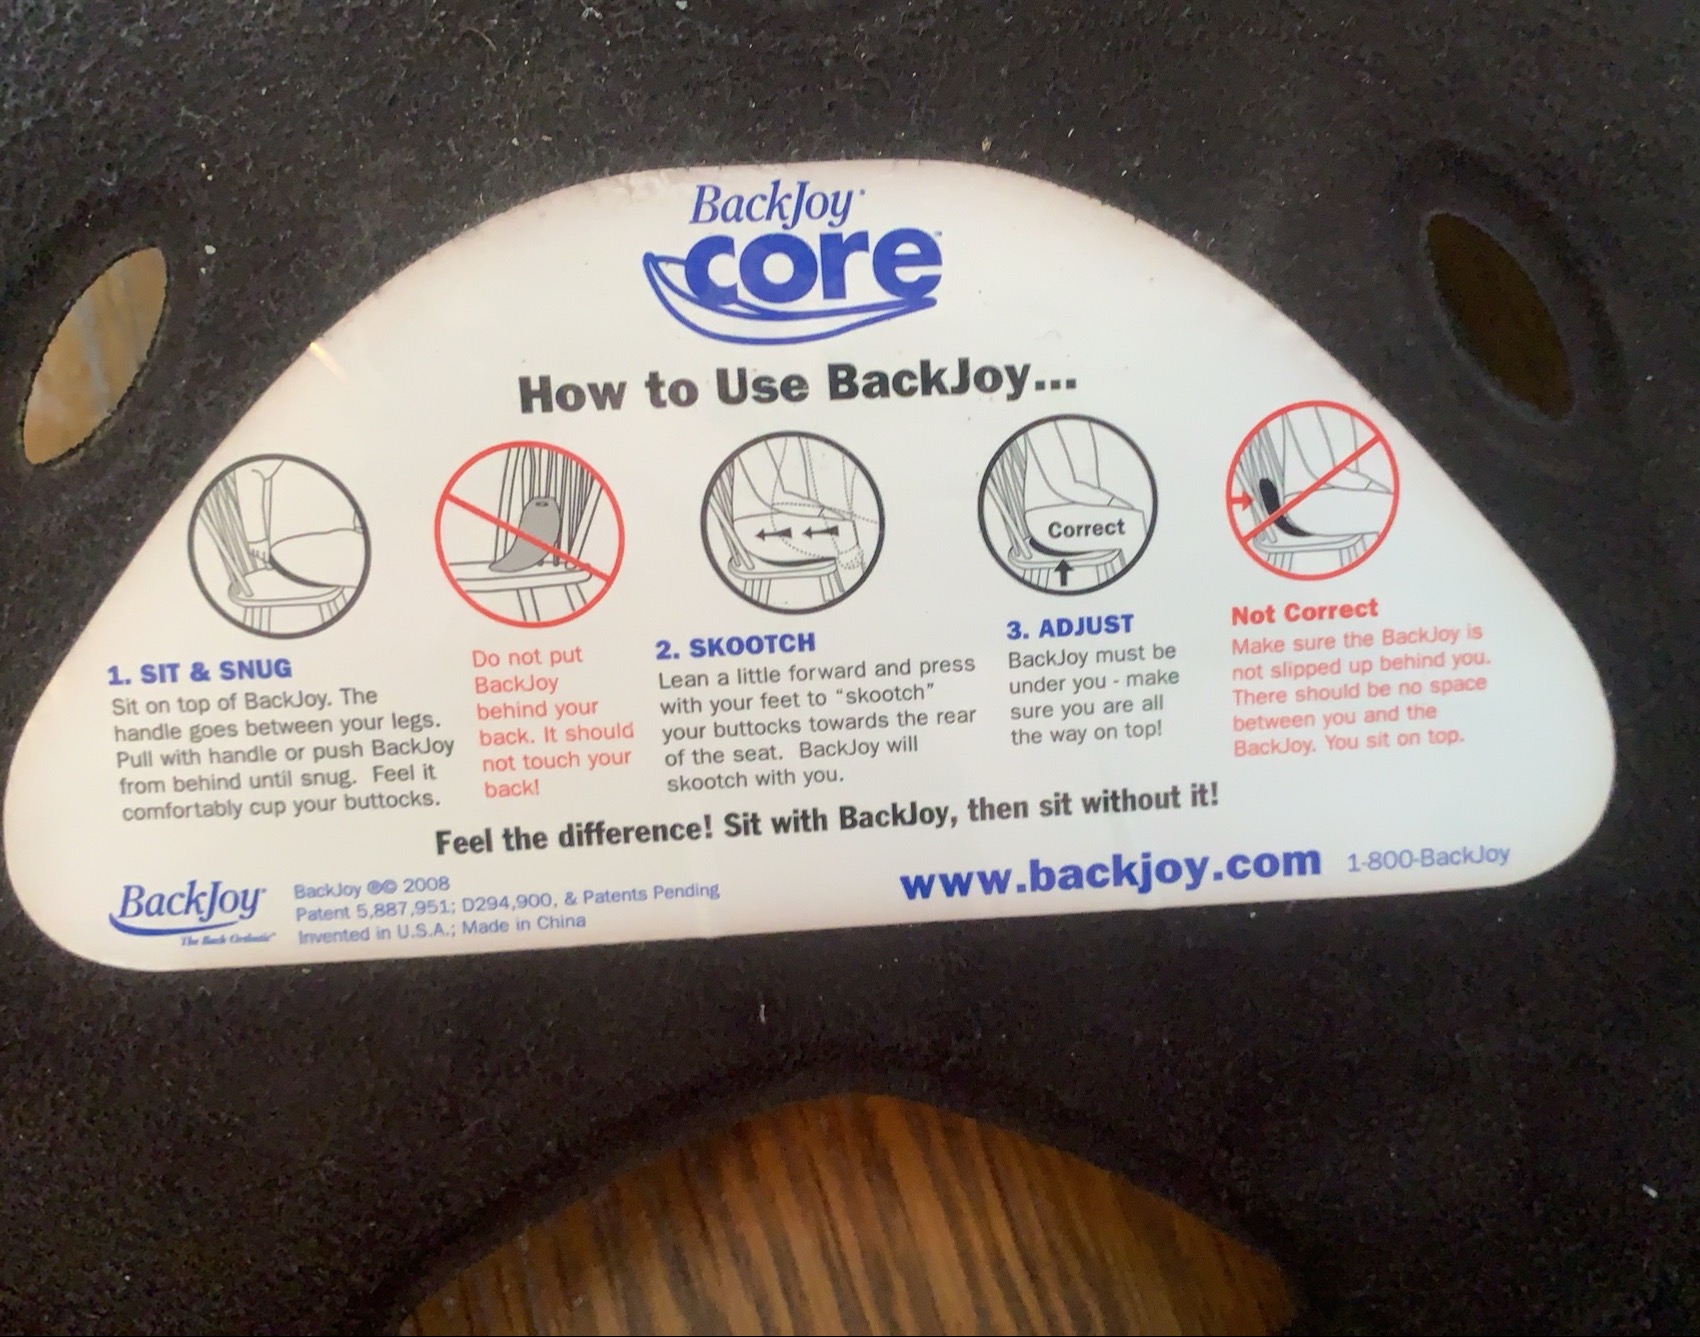 BackJoy
core™
How to Use BackJoy...
Correct
1. SIT & SNUG
Sit on top of BackJoy. The
handle goes between your legs.
Pull with handle or push BackJoy
from behind until snug. Feel it
comfortably cup your buttocks.
Do not put
BackJoy
behind your
back. It should
not touch your
back!
2. SKOOTCH
Lean a little forward and press
with your feet to “skootch”
your buttocks towards the rear
of the seat. BackJoy will
skootch with you.
3. ADJUST
BackJoy must be
under you - make
sure you are all
the way on top!
Not Correct
Make sure the BackJoy is
not slipped up behind you.
There should be no space
between you and the
BackJoy. You sit on top.
Feel the difference! Sit with BackJoy, then sit without it!
BackJoy
The Back
BackJoy ®© 2008
Patent 5,887,951; D294,900, & Patents Pending
Invented in U.S.A.; Made in China
www.backjoy.com 1-800-BackJoy